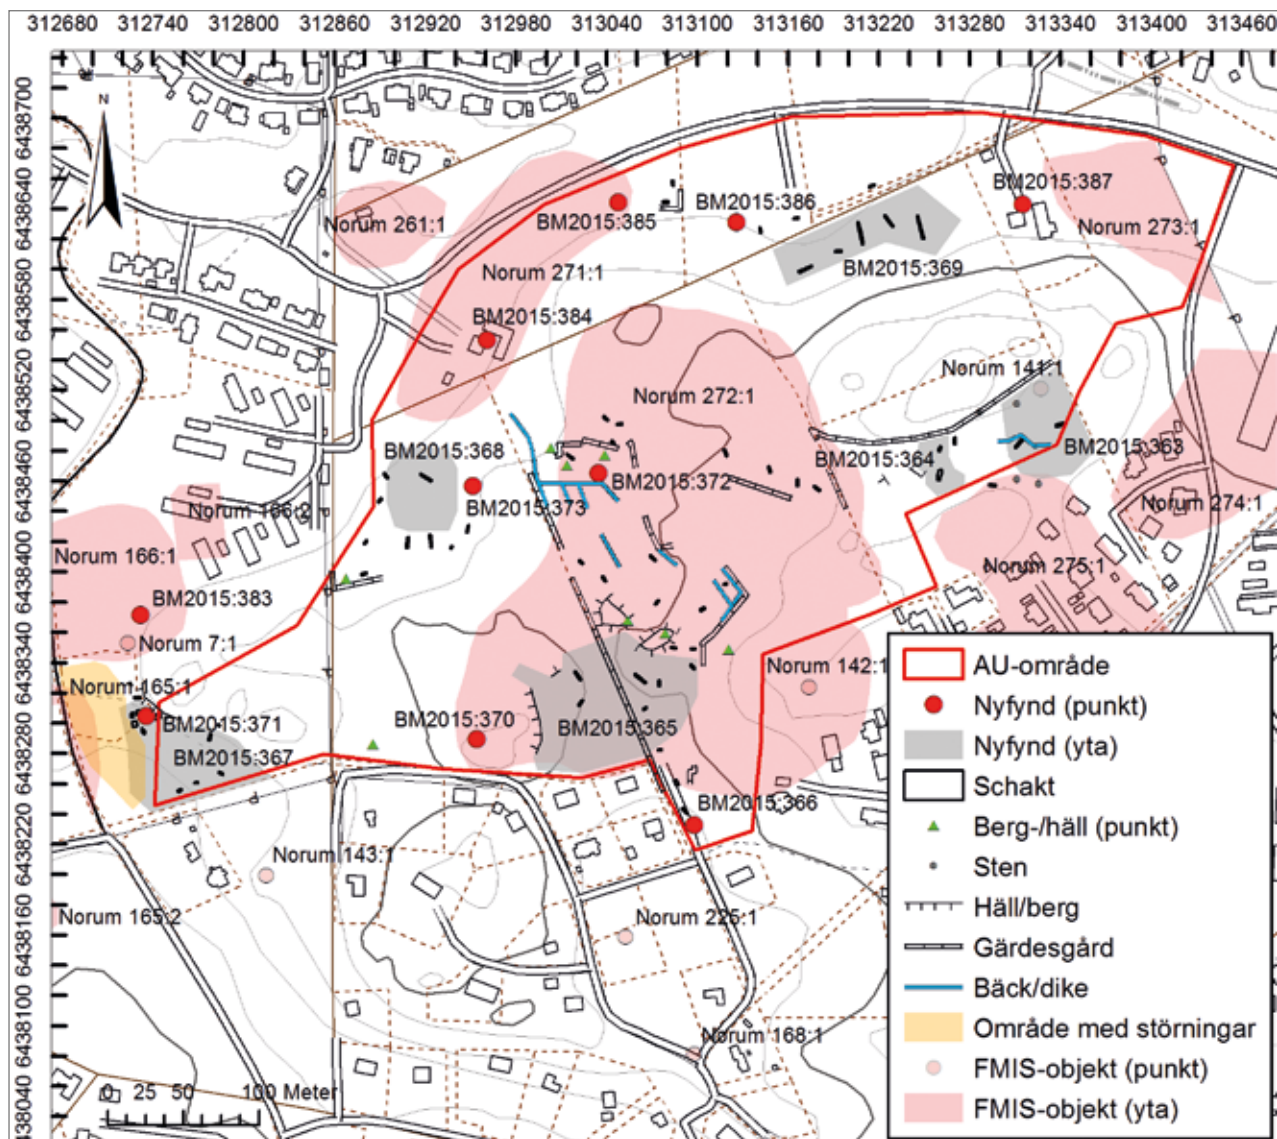 312740 312800 312860 312920 312980 313040 313100 313160 313220 313280 313340 313400 313460
6438700
6438640
6438580
6438520
6438460
6438400
6438340
6438280
6438220
6438160
6438100
6438040
N
BM2015:387
BM2015:386
BM2015:385
Norum 261:1
Norum 273:1
Norum 271:1
BM2015:369
BM2015:384
Norum 141:1
Norum 272:1
BM2015:368
BM2015:363
BM2015:364
BM2015:372
BM2015:373
Norum 166:2
Norum 274:1
Norum 166:1
Norum 275:1
BM2015:383
Norum 7:1
Norum 142:1
Norum 165:1
BM2015:371
BM2015:370
BM2015:365
BM2015:367
BM2015:366
Norum 143:1
Norum 165:2
Norum 225:1
Norum 168:1
0 25 50 100 Meter
AU-område
Nyfynd (punkt)
Nyfynd (yta)
Schakt
Berg-/häll (punkt)
Sten
Häll/berg
Gärdesgård
Bäck/dike
Område med störningar
FMIS-objekt (punkt)
FMIS-objekt (yta)